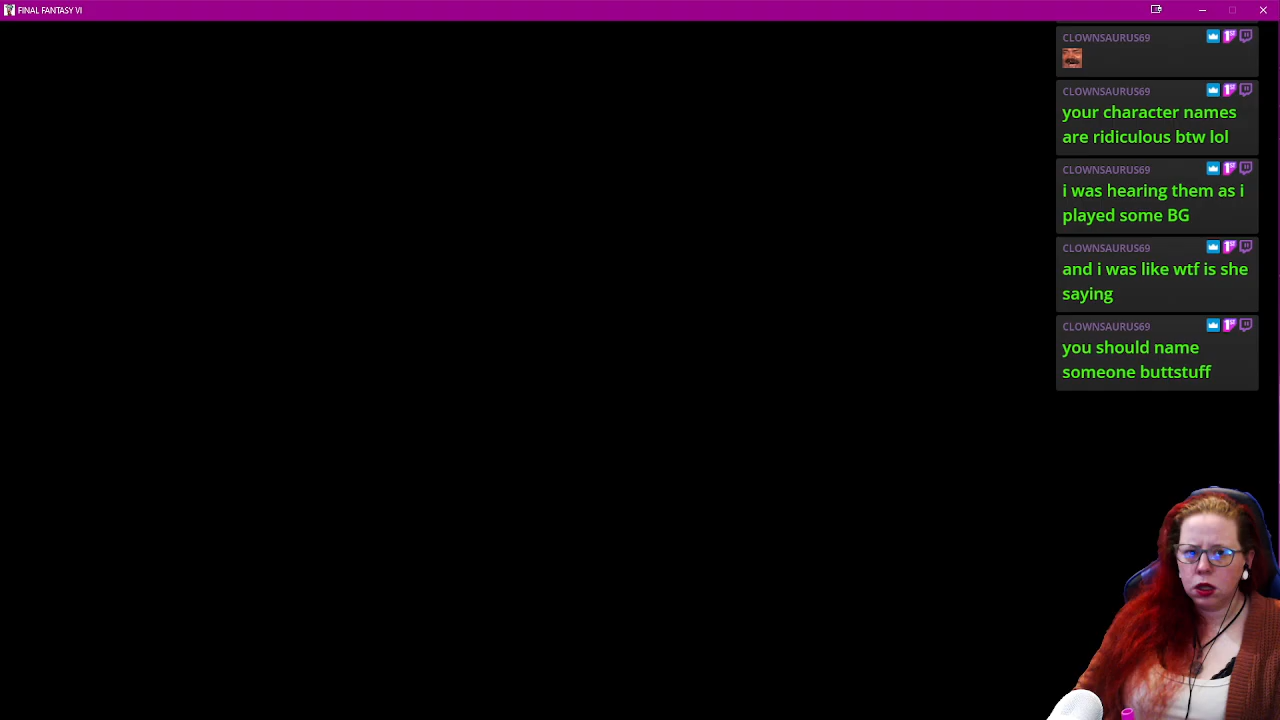 FINAL FANTASY VI
CLOWNSAURUS69
CLOWNSAURUS69
your character names
are ridiculous btw lol
CLOWNSAURUS69
i was hearing them as i
played some BG
CLOWNSAURUS69
and i was like wtf is she
saying
CLOWNSAURUS69
you should name
someone buttstuff